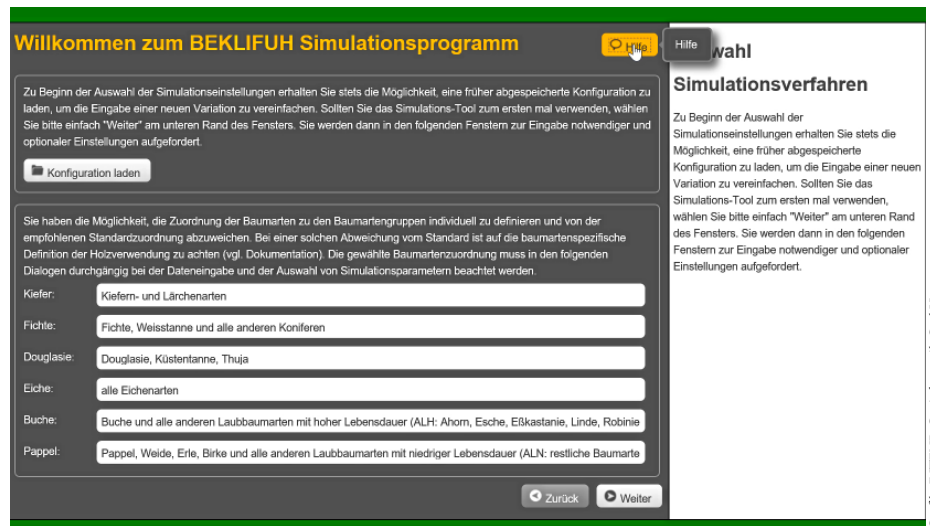 Willkommen zum BEKLIFUH Simulationsprogramm
Hilfe
Hilfe
Zu Beginn der Auswahl der Simulationseinstellungen erhalten Sie stets die Möglichkeit, eine früher abgespeicherte Konfiguration zu
laden, um die Eingabe einer neuen Variation zu vereinfachen. Sollten Sie das Simulations-Tool zum ersten mal verwenden, wählen
Sie bitte einfach "Weiter" am unteren Rand des Fensters. Sie werden dann in den folgenden Fenstern zur Eingabe notwendiger und
optionaler Einstellungen aufgefordert.
Konfiguration laden
Sie haben die Möglichkeit, die Zuordnung der Baumarten zu den Baumartengruppen individuell zu definieren und von der
empfohlenen Standardzuordnung abzuweichen. Bei einer solchen Abweichung vom Standard ist auf die baumartenspezifische
Definition der Holzverwendung zu achten (vgl. Dokumentation). Die gewählte Baumartenzuordnung muss in den folgenden
Dialogen durchgängig bei der Dateneingabe und der Auswahl von Simulationsparametern beachtet werden.
Kiefer: Kiefern- und Lärchenarten
Fichte: Fichte, Weisstanne und alle anderen Koniferen
Douglasie: Douglasie, Küstentanne, Thuja
Eiche: alle Eichenarten
Buche: Buche und alle anderen Laubbaumarten mit hoher Lebensdauer (ALH: Ahorn, Esche, Eßkastanie, Linde, Robinie
Pappel: Pappel, Weide, Erle, Birke und alle anderen Laubbaumarten mit niedriger Lebensdauer (ALN: restliche Baumarte
Zurück Weiter
wahl
Simulationsverfahren
Zu Beginn der Auswahl der
Simulationseinstellungen erhalten Sie stets die
Möglichkeit, eine früher abgespeicherte
Konfiguration zu laden, um die Eingabe einer neuen
Variation zu vereinfachen. Sollten Sie das
Simulations-Tool zum ersten mal verwenden,
wählen Sie bitte einfach "Weiter" am unteren Rand
des Fensters. Sie werden dann in den folgenden
Fenstern zur Eingabe notwendiger und optionaler
Einstellungen aufgefordert.